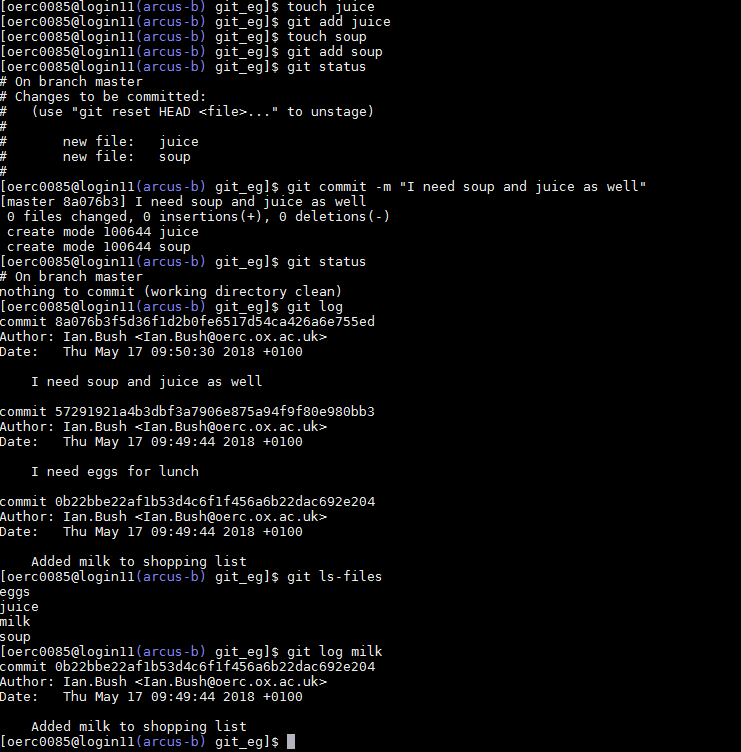 [oerc0085@login11(arcus-b) git_eg]$ touch juice
[oerc0085@login11(arcus-b) git_eg]$ git add juice
[oerc0085@login11(arcus-b) git_eg]$ touch soup
[oerc0085@login11(arcus-b) git_eg]$ git add soup
[oerc0085@login11(arcus-b) git_eg]$ git status
# On branch master
# Changes to be committed:
#   (use "git reset HEAD <file>..." to unstage)
#
#       new file:   juice
#       new file:   soup
#
[oerc0085@login11(arcus-b) git_eg]$ git commit -m "I need soup and juice as well"
[master 8a076b3] I need soup and juice as well
 0 files changed, 0 insertions(+), 0 deletions(-)
 create mode 100644 juice
 create mode 100644 soup
[oerc0085@login11(arcus-b) git_eg]$ git status
# On branch master
nothing to commit (working directory clean)
[oerc0085@login11(arcus-b) git_eg]$ git log
commit 8a076b3f5d36f1d2b0fe6517d54ca426a6e755ed
Author: Ian.Bush <Ian.Bush@oerc.ox.ac.uk>
Date:   Thu May 17 09:50:30 2018 +0100

    I need soup and juice as well

commit 57291921a4b3dbf3a7906e875a94f9f80e980bb3
Author: Ian.Bush <Ian.Bush@oerc.ox.ac.uk>
Date:   Thu May 17 09:49:44 2018 +0100

    I need eggs for lunch

commit 0b22bbe22af1b53d4c6f1f456a6b22dac692e204
Author: Ian.Bush <Ian.Bush@oerc.ox.ac.uk>
Date:   Thu May 17 09:49:44 2018 +0100

    Added milk to shopping list
[oerc0085@login11(arcus-b) git_eg]$ git ls-files
eggs
juice
milk
soup
[oerc0085@login11(arcus-b) git_eg]$ git log milk
commit 0b22bbe22af1b53d4c6f1f456a6b22dac692e204
Author: Ian.Bush <Ian.Bush@oerc.ox.ac.uk>
Date:   Thu May 17 09:49:44 2018 +0100

    Added milk to shopping list
[oerc0085@login11(arcus-b) git_eg]$